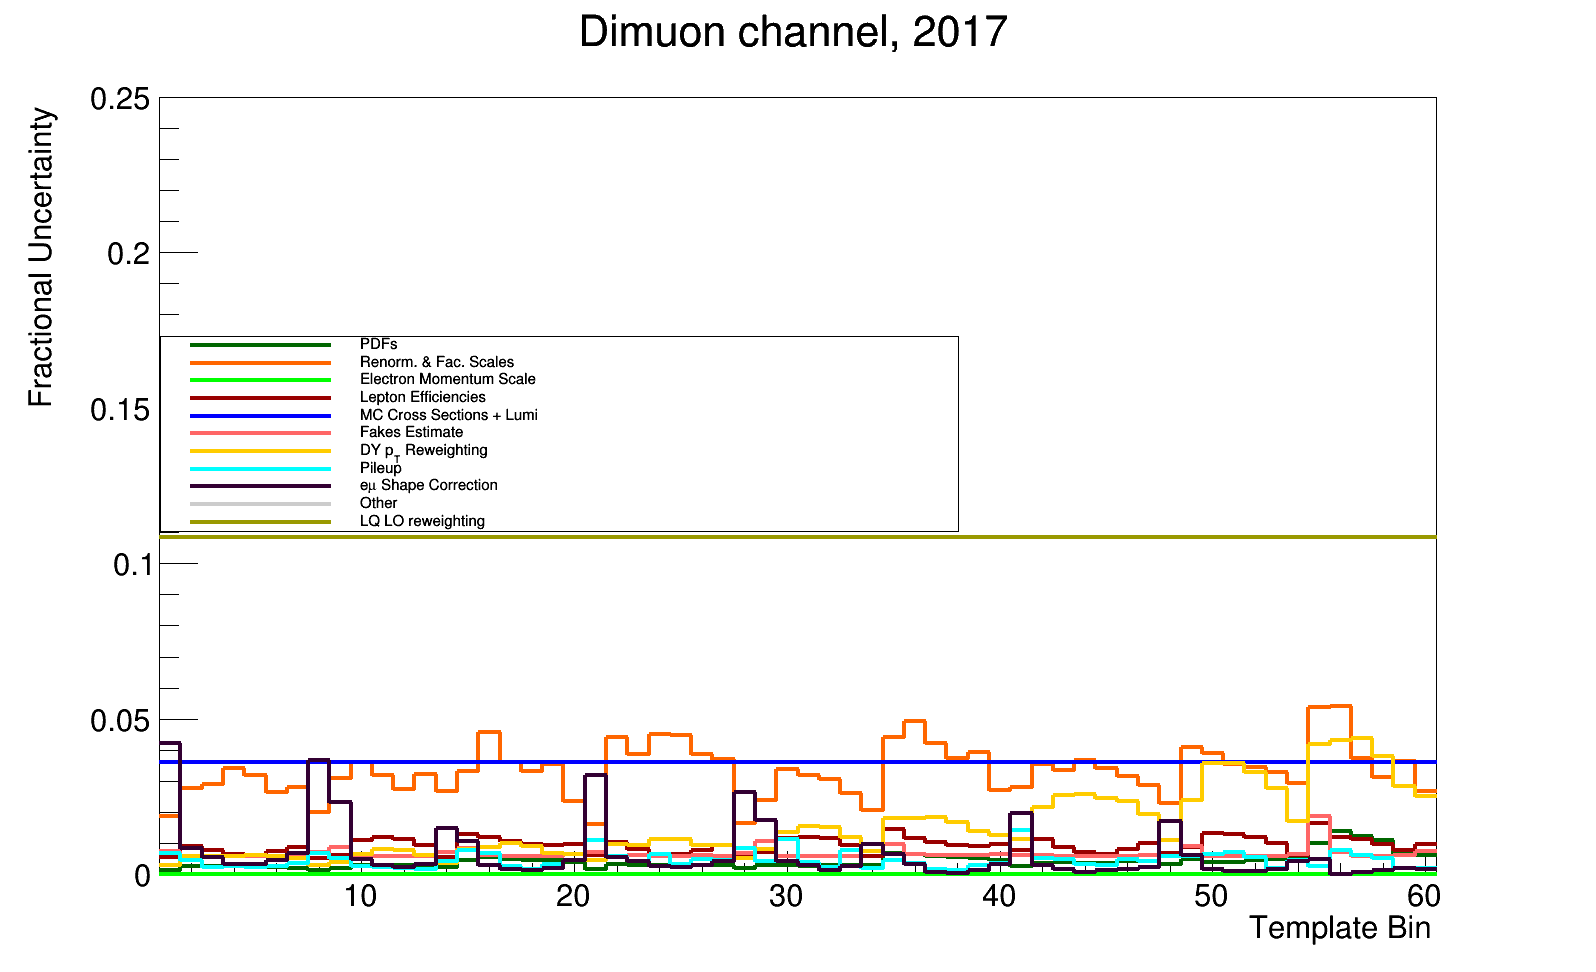 Dimuon channel, 2017
Fractional Uncertainty
0.25
0.2
0.15
0.1
0.05
0
PDFs
Renorm. & Fac. Scales
Electron Momentum Scale
Lepton Efficiencies
MC Cross Sections + Lumi
Fakes Estimate
DY pT Reweighting
Pileup
eμ Shape Correction
Other
LQ LO reweighting
10 20 30 40 50 60
Template Bin